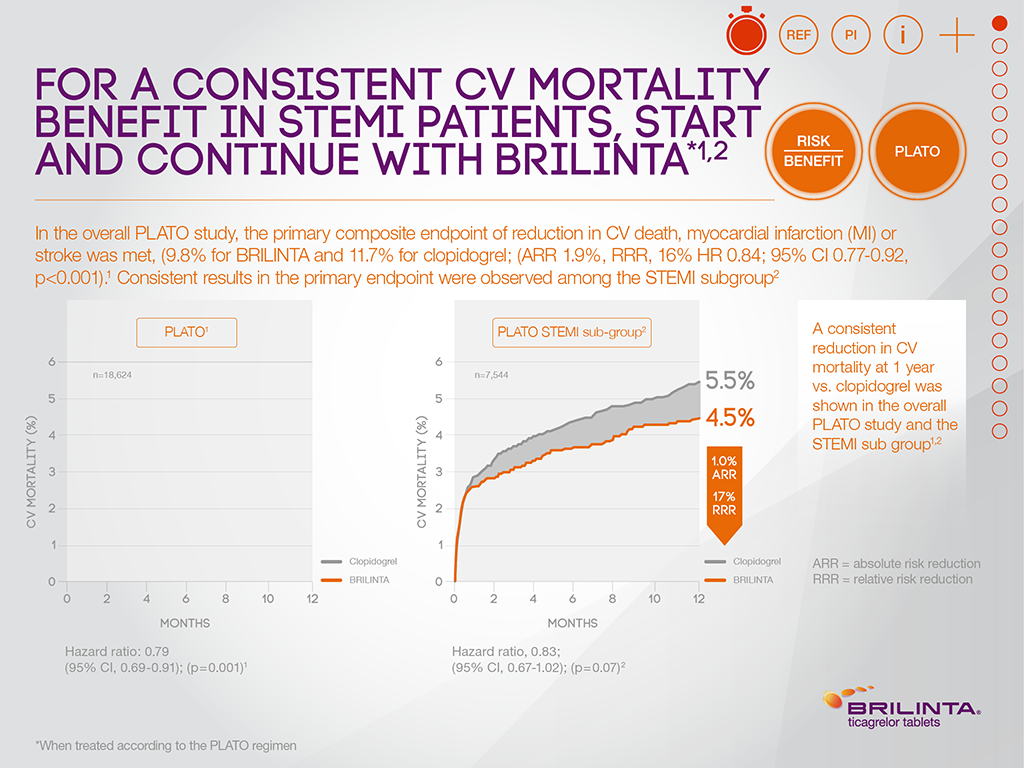 REF
PI
i
FOR A CONSISTENT CV MORTALITY
BENEFIT IN STEMI PATIENTS, START
AND CONTINUE WITH BRILINTA*1,2
RISK
BENEFIT
PLATO
In the overall PLATO study, the primary composite endpoint of reduction in CV death, myocardial infarction (MI) or
stroke was met, (9.8% for BRILINTA and 11.7% for clopidogrel; (ARR 1.9%, RRR, 16% HR 0.84; 95% CI 0.77-0.92,
p<0.001).1 Consistent results in the primary endpoint were observed among the STEMI subgroup2
PLATO1
n=18,624
CV MORTALITY (%)
6
5
4
3
2
1
0
0 2 4 6 8 10 12
MONTHS
Clopidogrel
BRILINTA
Hazard ratio: 0.79
(95% CI, 0.69-0.91); (p=0.001)1
PLATO STEMI sub-group2
n=7,544
CV MORTALITY (%)
6
5
4
3
2
1
0
0 2 4 6 8 10 12
MONTHS
5.5%
4.5%
1.0%
ARR
17%
RRR
Clopidogrel
BRILINTA
Hazard ratio, 0.83;
(95% CI, 0.67-1.02); (p=0.07)2
A consistent
reduction in CV
mortality at 1 year
vs. clopidogrel was
shown in the overall
PLATO study and the
STEMI sub group1,2
ARR = absolute risk reduction
RRR = relative risk reduction
BRILINTA®
ticagrelor tablets
*When treated according to the PLATO regimen